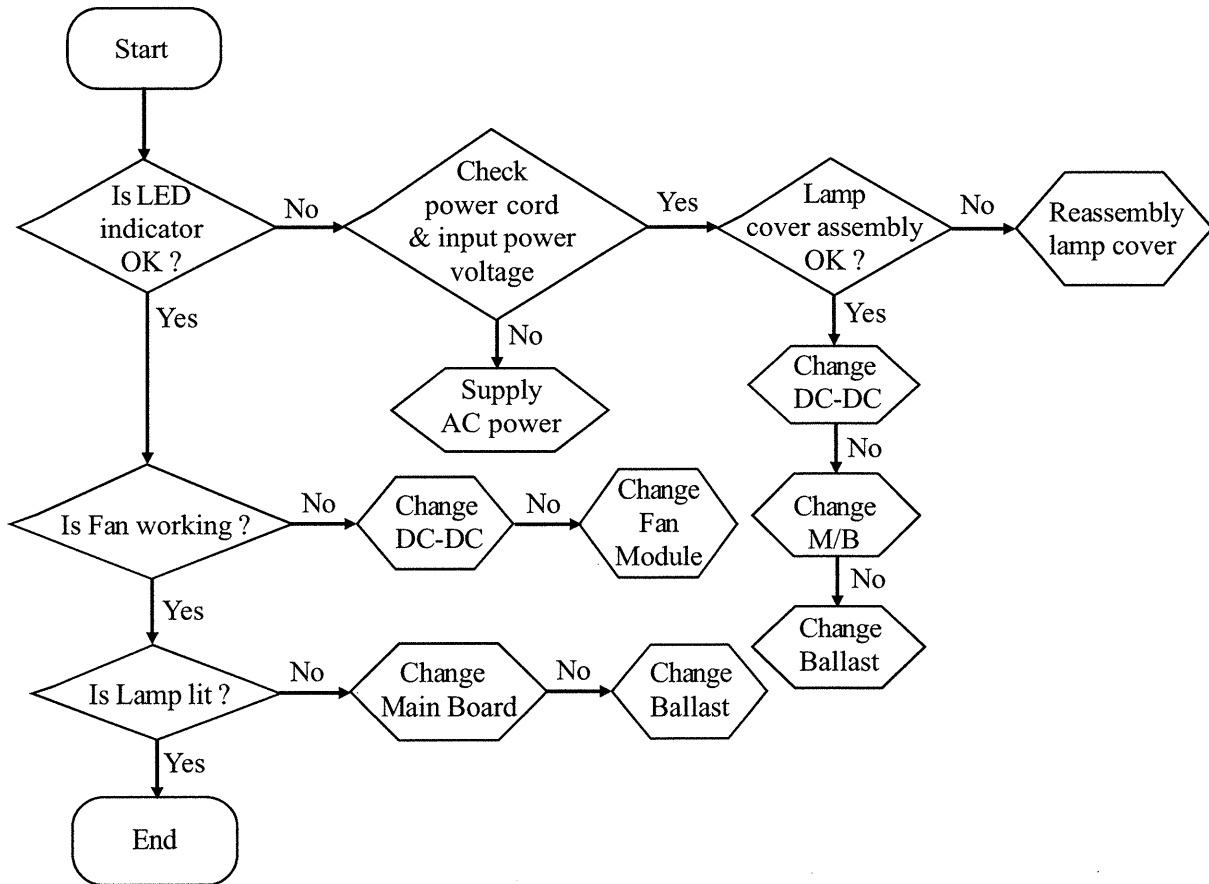 Start
Is LED
indicator
OK ?
No
Check
power cord
& input power
voltage
Yes
Lamp
cover assembly
OK ?
No
Reassembly
lamp cover
Yes
No
Yes
Supply
AC power
Change
DC-DC
No
Is Fan working ?
No
Change
DC-DC
No
Change
Fan
Module
Change
M/B
No
Yes
Change
Ballast
Is Lamp lit ?
No
Change
Main Board
No
Change
Ballast
Yes
End